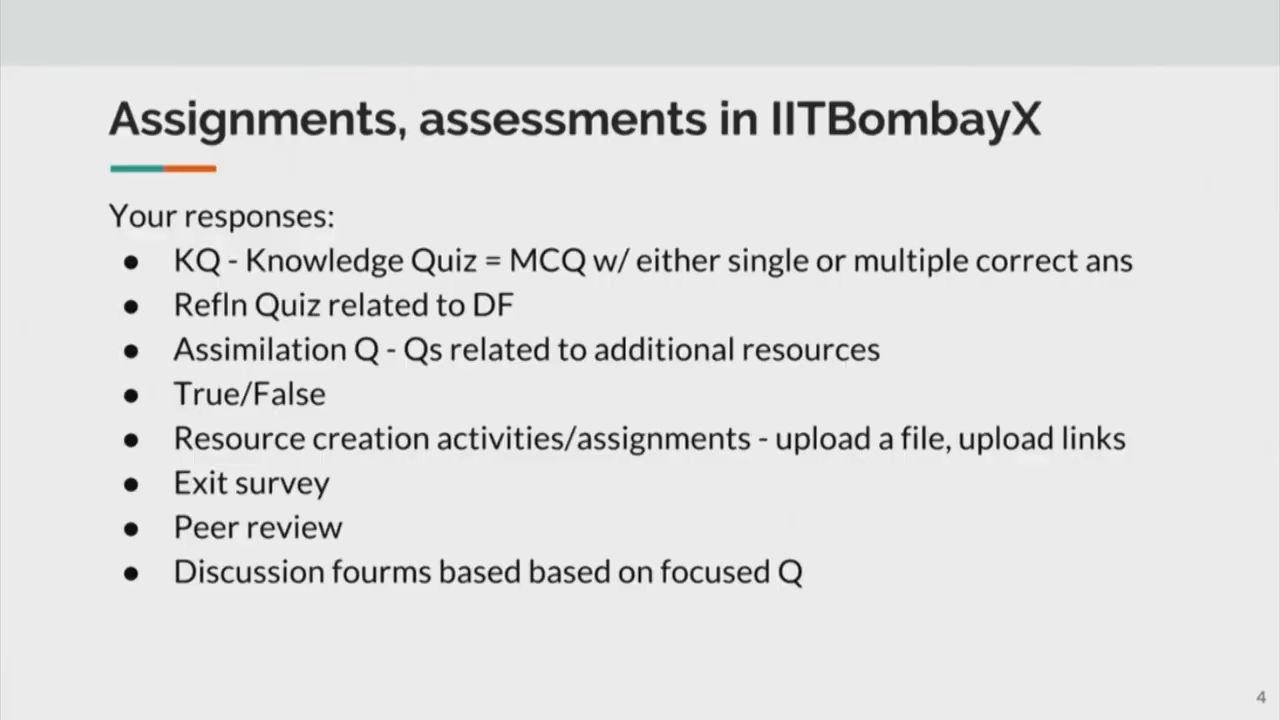 Assignments, assessments in IITBombayX
Your responses:
● KQ - Knowledge Quiz = MCQ w/ either single or multiple correct ans
● Refln Quiz related to DF
● Assimilation Q - Qs related to additional resources
● True/False
● Resource creation activities/assignments - upload a file, upload links
● Exit survey
● Peer review
● Discussion fourms based based on focused Q
4